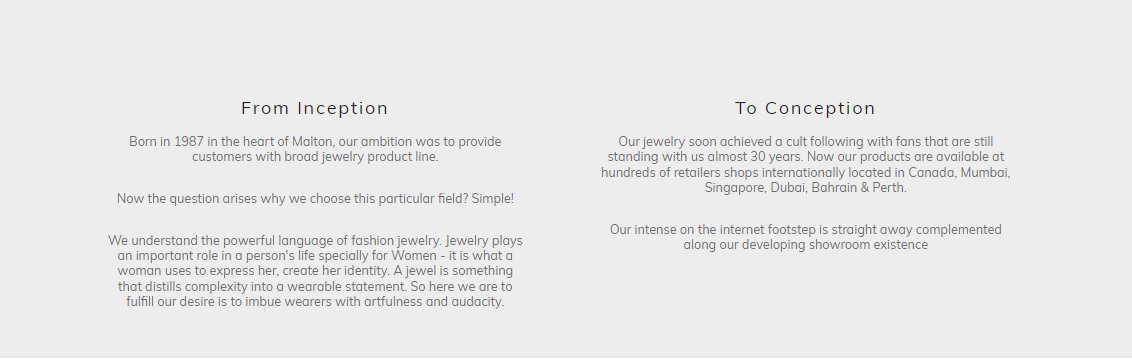 From Inception
Born in 1987 in the heart of Malton, our ambition was to provide
customers with broad jewelry product line.
Now the question arises why we choose this particular field? Simple!
We understand the powerful language of fashion jewelry. Jewelry plays
an important role in a person's life specially for Women - it is what a
woman uses to express her, create her identity. A jewel is something
that distills complexity into a wearable statement. So here we are to
fulfill our desire is to imbue wearers with artfulness and audacity.
To Conception
Our jewelry soon achieved a cult following with fans that are still
standing with us almost 30 years. Now our products are available at
hundreds of retailers shops internationally located in Canada, Mumbai,
Singapore, Dubai, Bahrain & Perth.
Our intense on the internet footstep is straight away complemented
along our developing showroom existence